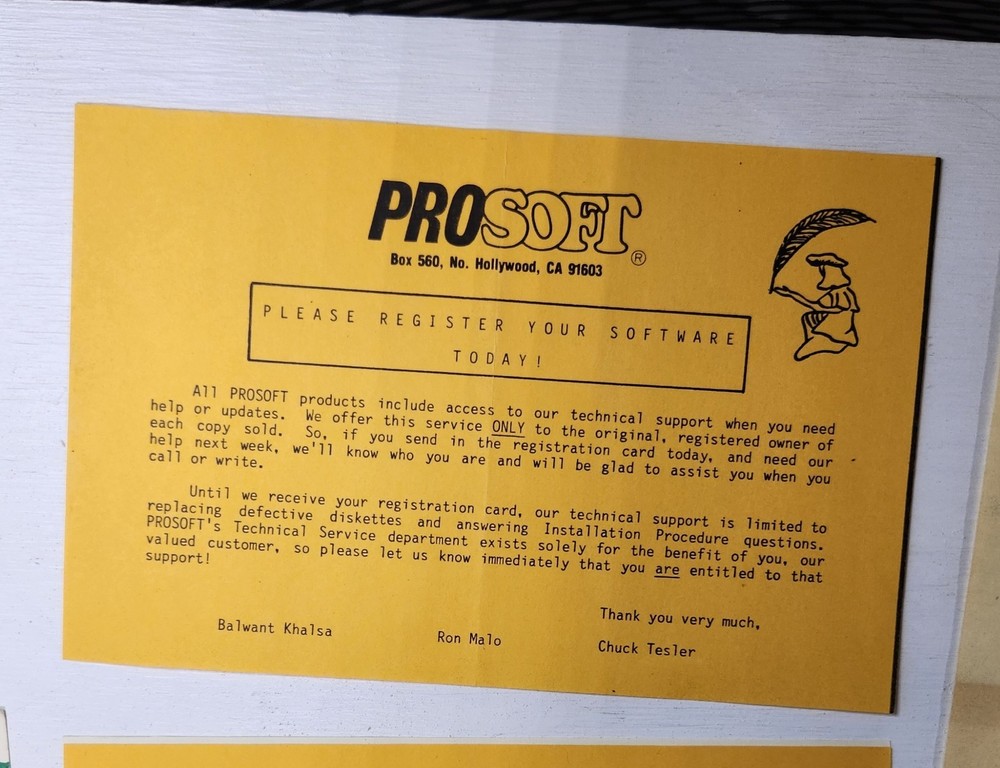 PROSOFT®
Box 560, No. Hollywood, CA 91603
PLEASE REGISTER YOUR SOFTWARE
TODAY!
All PROSOFT products include access to our technical support when you need
help or updates. We offer this service ONLY to the original, registered owner of
each copy sold. So, if you send in the registration card today, and need our
help next week, we'll know who you are and will be glad to assist you when you
call or write.
Until we receive your registration card, our technical support is limited to
replacing defective diskettes and answering Installation Procedure questions.
PROSOFT's Technical Service department exists solely for the benefit of you, our
valued customer, so please let us know immediately that you are entitled to that
support!
Thank you very much,
Balwant Khalsa Ron Malo Chuck Tesler